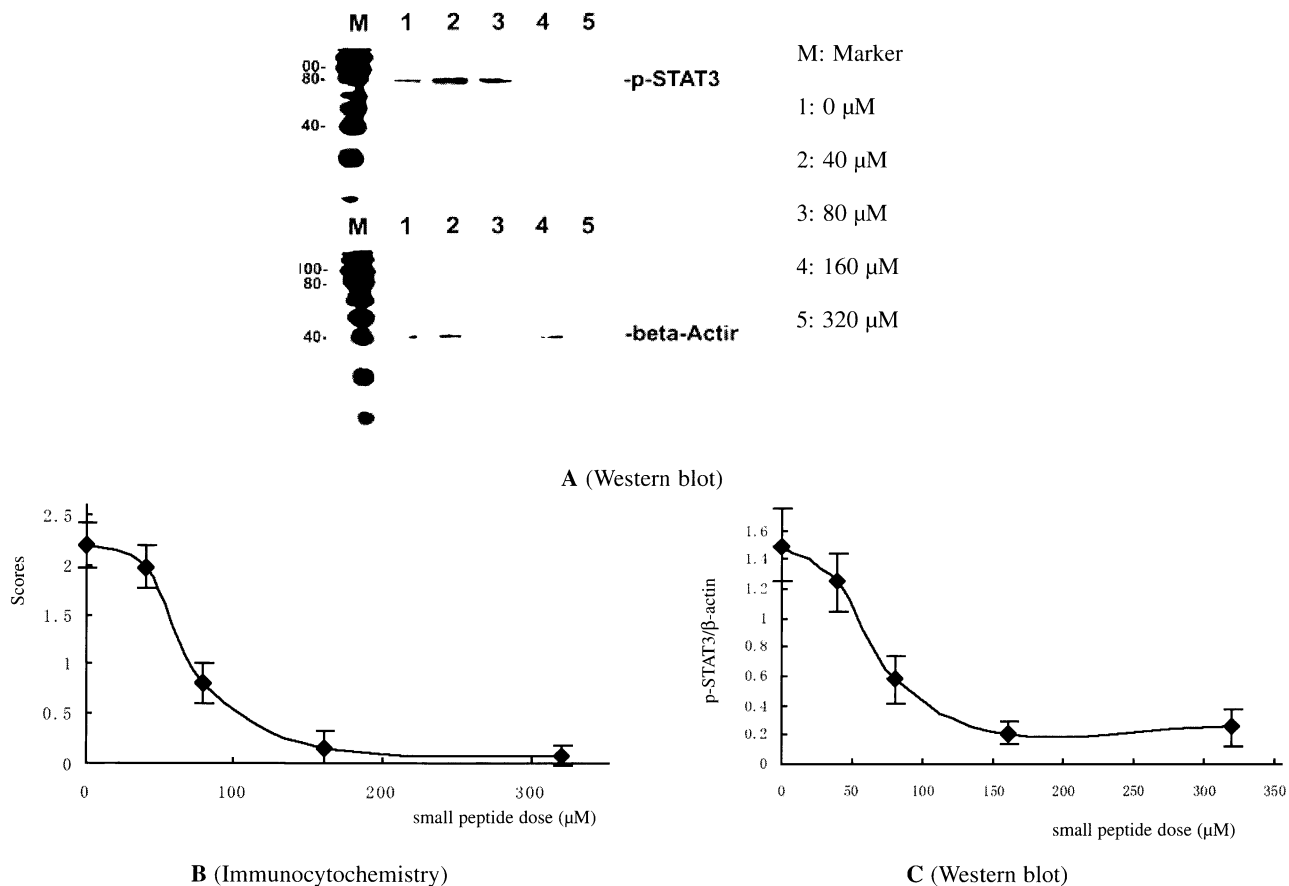 M 1 2 3 4 5
00-
80-
-p-STAT3
40-
M 1 2 3 4 5
100-
80-
40-
-beta-Actir
M: Marker
1: 0 µM
2: 40 µM
3: 80 µM
4: 160 µM
5: 320 µM
A (Western blot)
2.5
2
1.5
1
0.5
0
Scores
0 100 200 300
small peptide dose (µM)
B (Immunocytochemistry)
1.6
1.4
1.2
1
0.8
0.6
0.4
0.2
0
p-STAT3/β-actin
0 50 100 150 200 250 300 350
small peptide dose (µM)
C (Western blot)